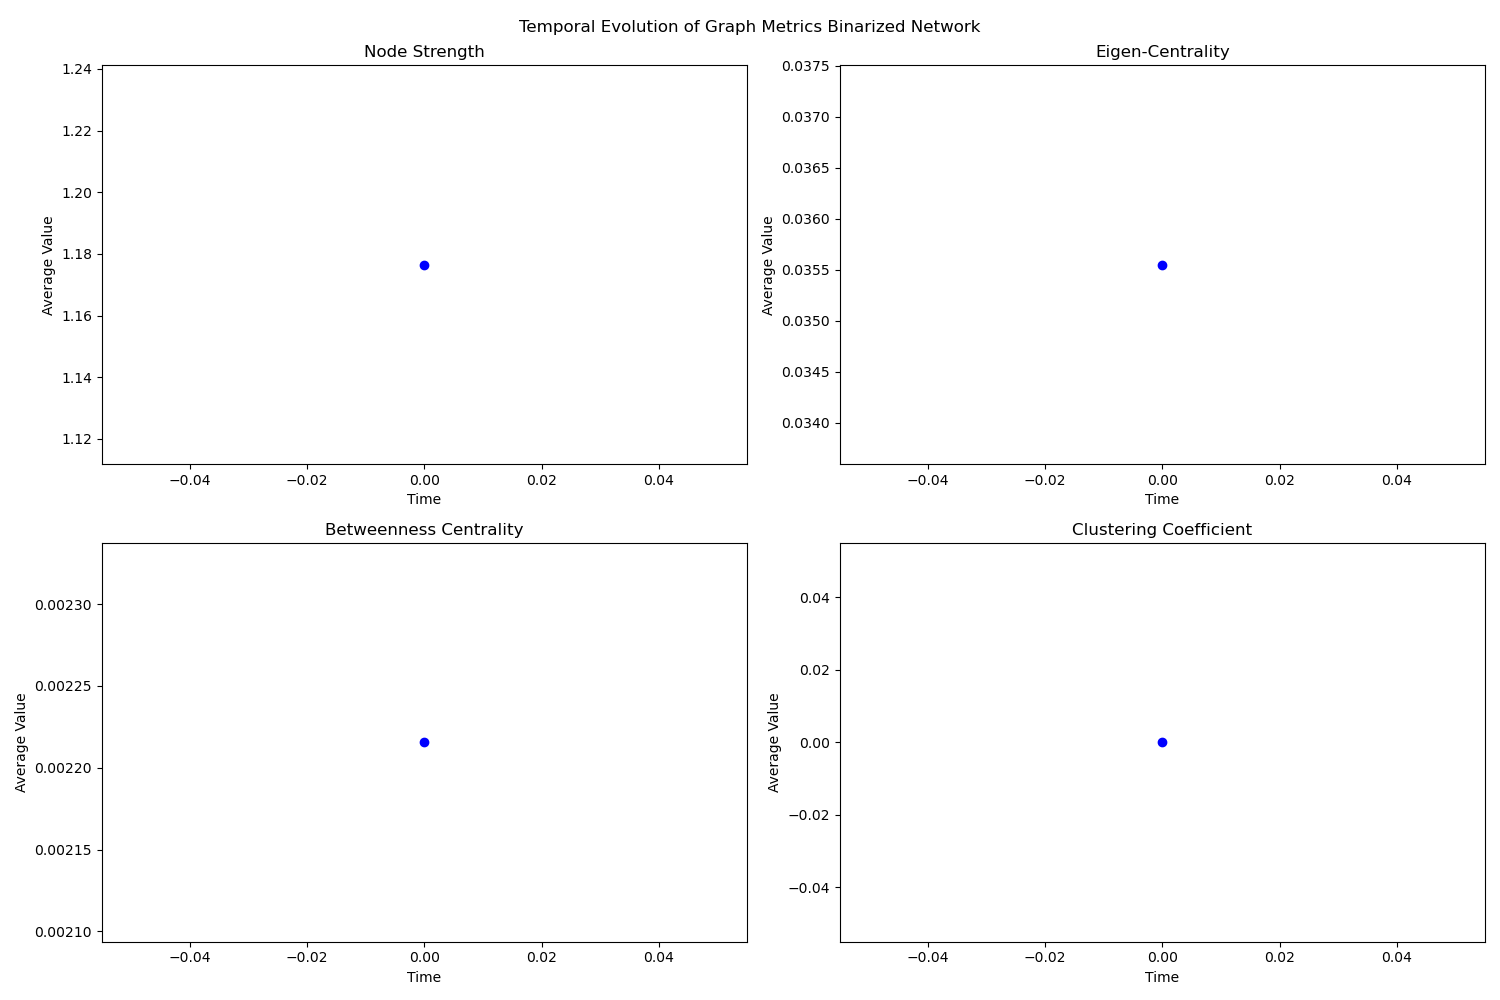 Temporal Evolution of Graph Metrics Binarized Network
Node Strength
1.24
1.22
1.20
1.18
1.16
1.14
1.12
Average Value
−0.04 −0.02 0.00 0.02 0.04
Time
Eigen-Centrality
0.0375
0.0370
0.0365
0.0360
0.0355
0.0350
0.0345
0.0340
Average Value
−0.04 −0.02 0.00 0.02 0.04
Time
Betweenness Centrality
0.00230
0.00225
0.00220
0.00215
0.00210
Average Value
−0.04 −0.02 0.00 0.02 0.04
Time
Clustering Coefficient
0.04
0.02
0.00
−0.02
−0.04
Average Value
−0.04 −0.02 0.00 0.02 0.04
Time